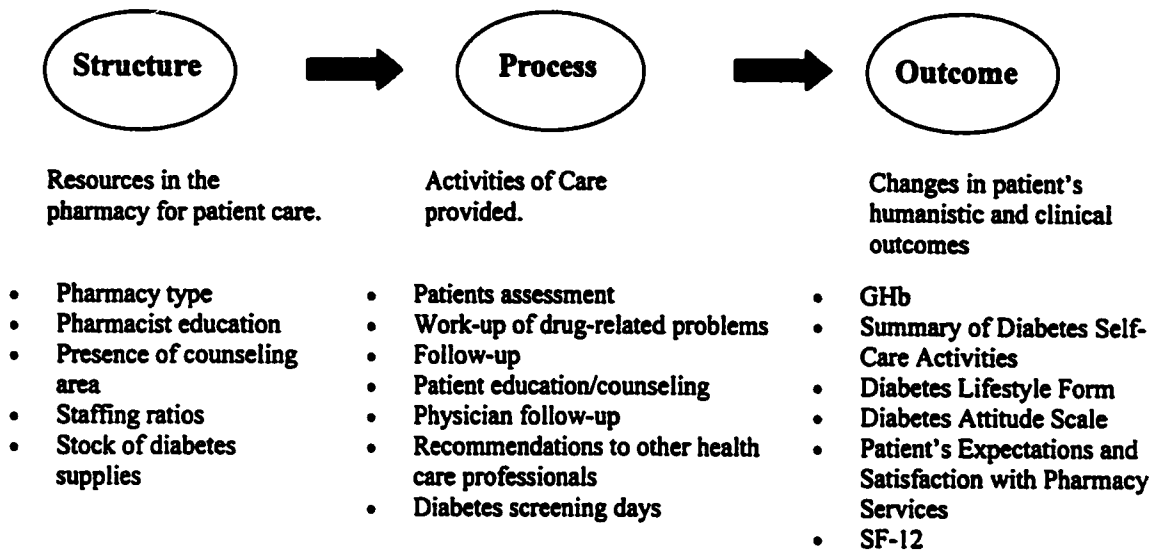 Structure
Process
Outcome
Resources in the
pharmacy for patient care.
Activities of Care
provided.
Changes in patient's
humanistic and clinical
outcomes
• Pharmacy type
• Pharmacist education
• Presence of counseling
area
• Staffing ratios
• Stock of diabetes
supplies
• Patients assessment
• Work-up of drug-related problems
• Follow-up
• Patient education/counseling
• Physician follow-up
• Recommendations to other health
care professionals
• Diabetes screening days
• GHb
• Summary of Diabetes Self-
Care Activities
• Diabetes Lifestyle Form
• Diabetes Attitude Scale
• Patient's Expectations and
Satisfaction with Pharmacy
Services
• SF-12